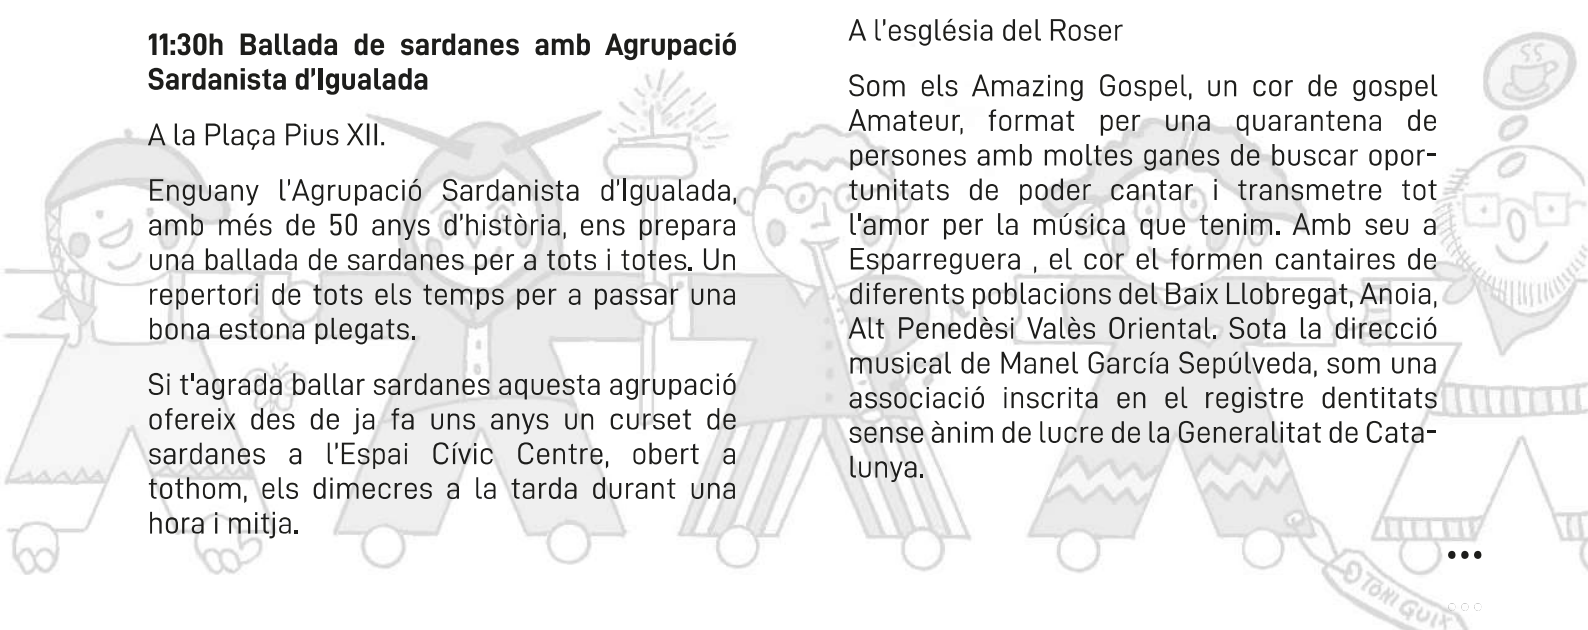 11:30h Ballada de sardanes amb Agrupació
Sardanista d'Igualada
A la Plaça Pius XII.
Enguany l'Agrupació Sardanista d'Igualada,
amb més de 50 anys d'història, ens prepara
una ballada de sardanes per a tots i totes. Un
repertori de tots els temps per a passar una
bona estona plegats.
Si t'agrada ballar sardanes aquesta agrupació
ofereix des de ja fa uns anys un curset de
sardanes a l'Espai Cívic Centre, obert a
tothom, els dimecres a la tarda durant una
hora i mitja.
A l'església del Roser
Som els Amazing Gospel, un cor de gospel
Amateur, format per una quarantena de
persones amb moltes ganes de buscar opor-
tunitats de poder cantar i transmetre tot
l'amor per la música que tenim. Amb seu a
Esparreguera , el cor el formen cantaires de
diferents poblacions del Baix Llobregat, Anoia,
Alt Penedèsi Valès Oriental. Sota la direcció
musical de Manel García Sepúlveda, som una
associació inscrita en el registre dentitats
sense ànim de lucre de la Generalitat de Cata-
lunya.
•••
TONI GUIX